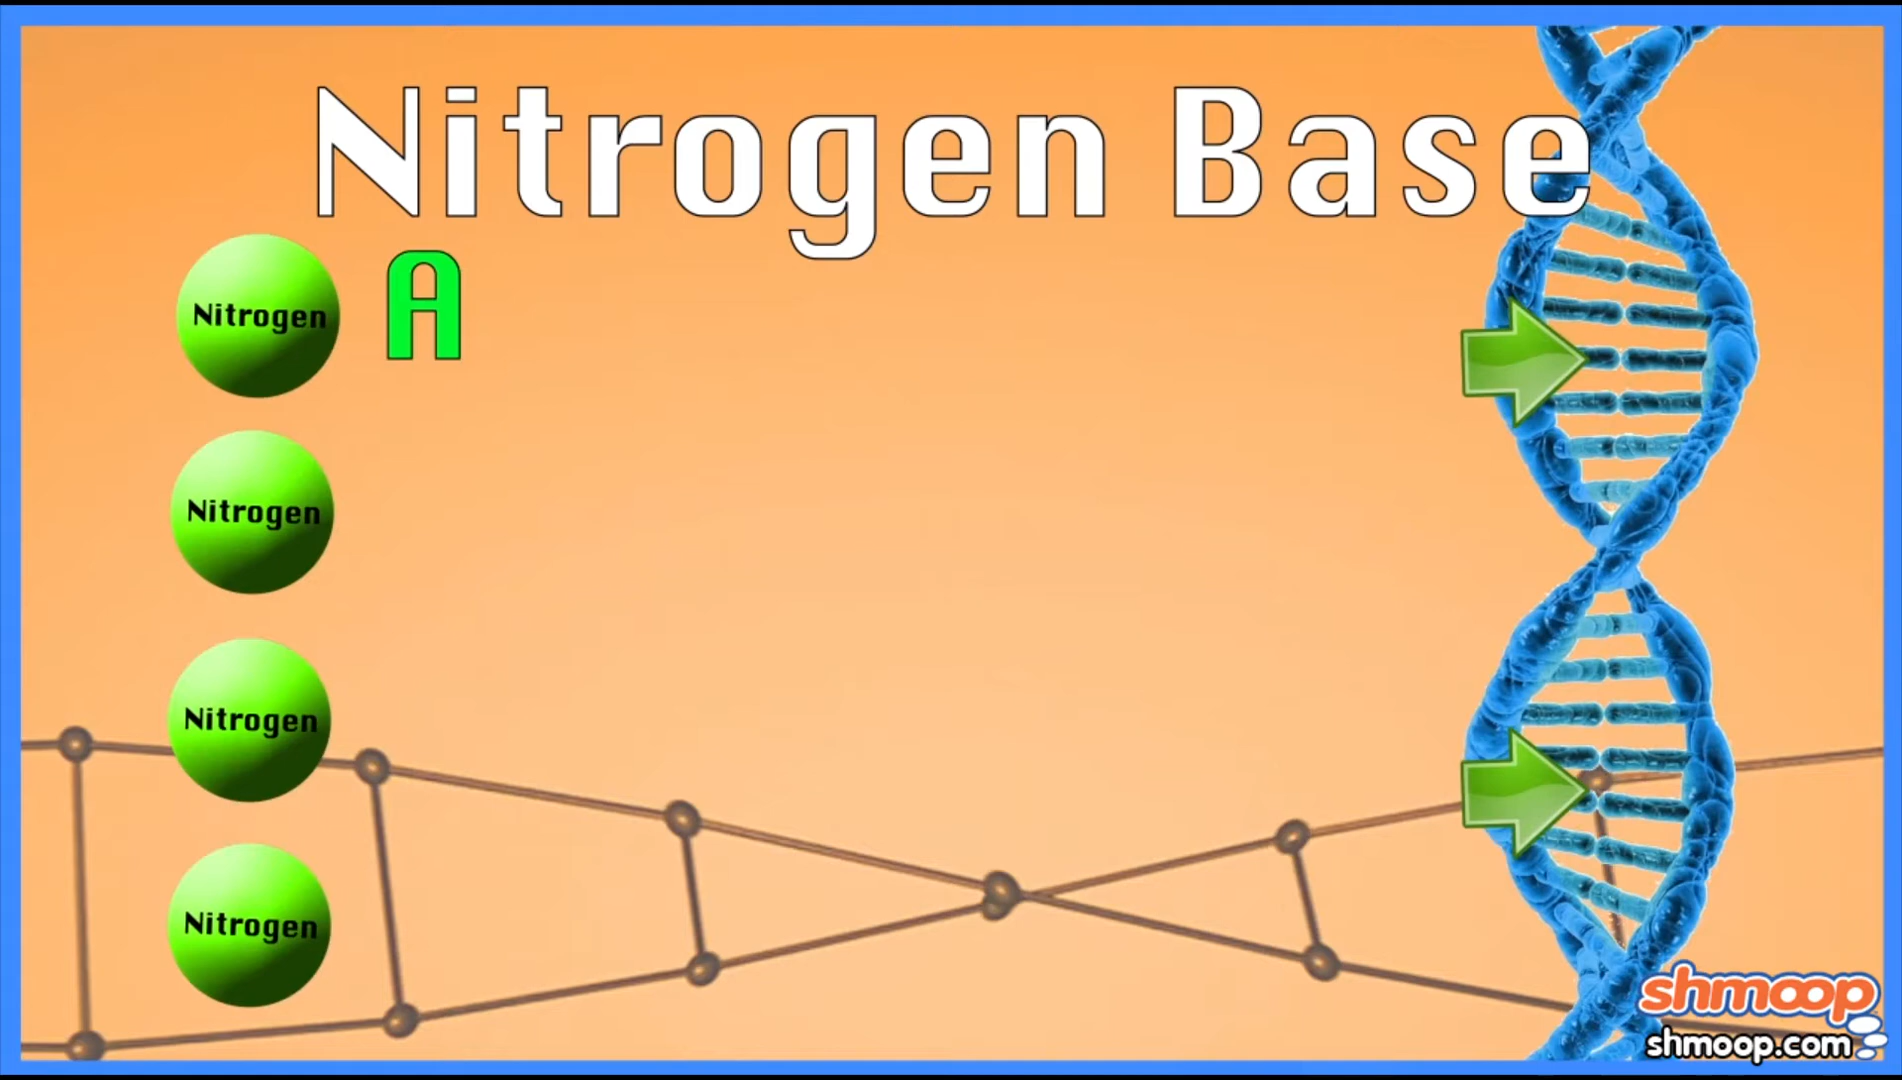 Nitrogen Base
Nitrogen A
Nitrogen
Nitrogen
Nitrogen
shmoop
shmoop.com